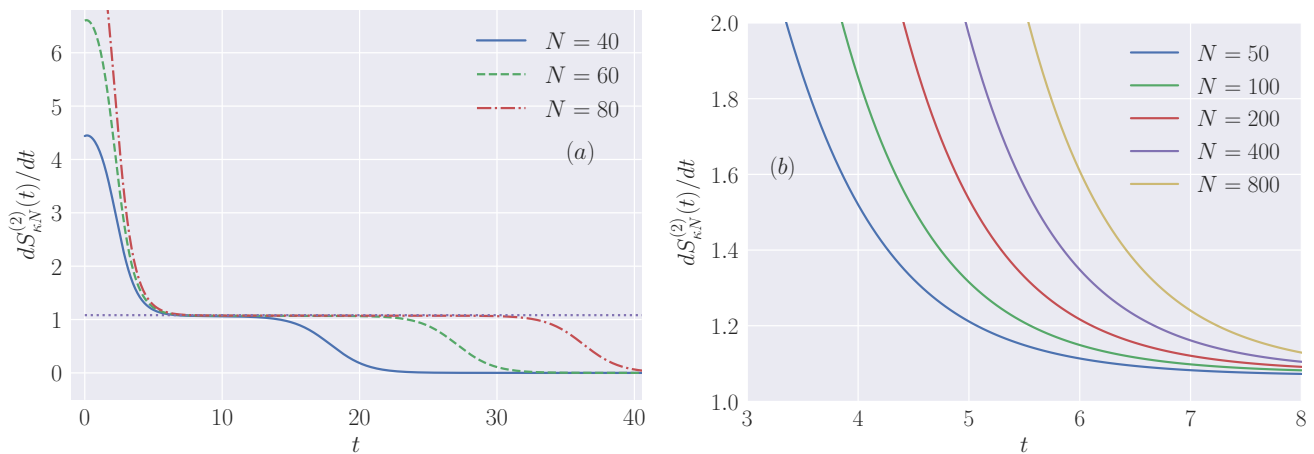 dS_{κN}^{(2)}(t)/dt
6
5
4
3
2
1
0
0
10
20
30
40
t
N = 40
N = 60
N = 80
(a)
dS_{κN}^{(2)}(t)/dt
2.0
1.8
1.6
1.4
1.2
1.0
3
4
5
6
7
8
t
N = 50
N = 100
N = 200
N = 400
N = 800
(b)